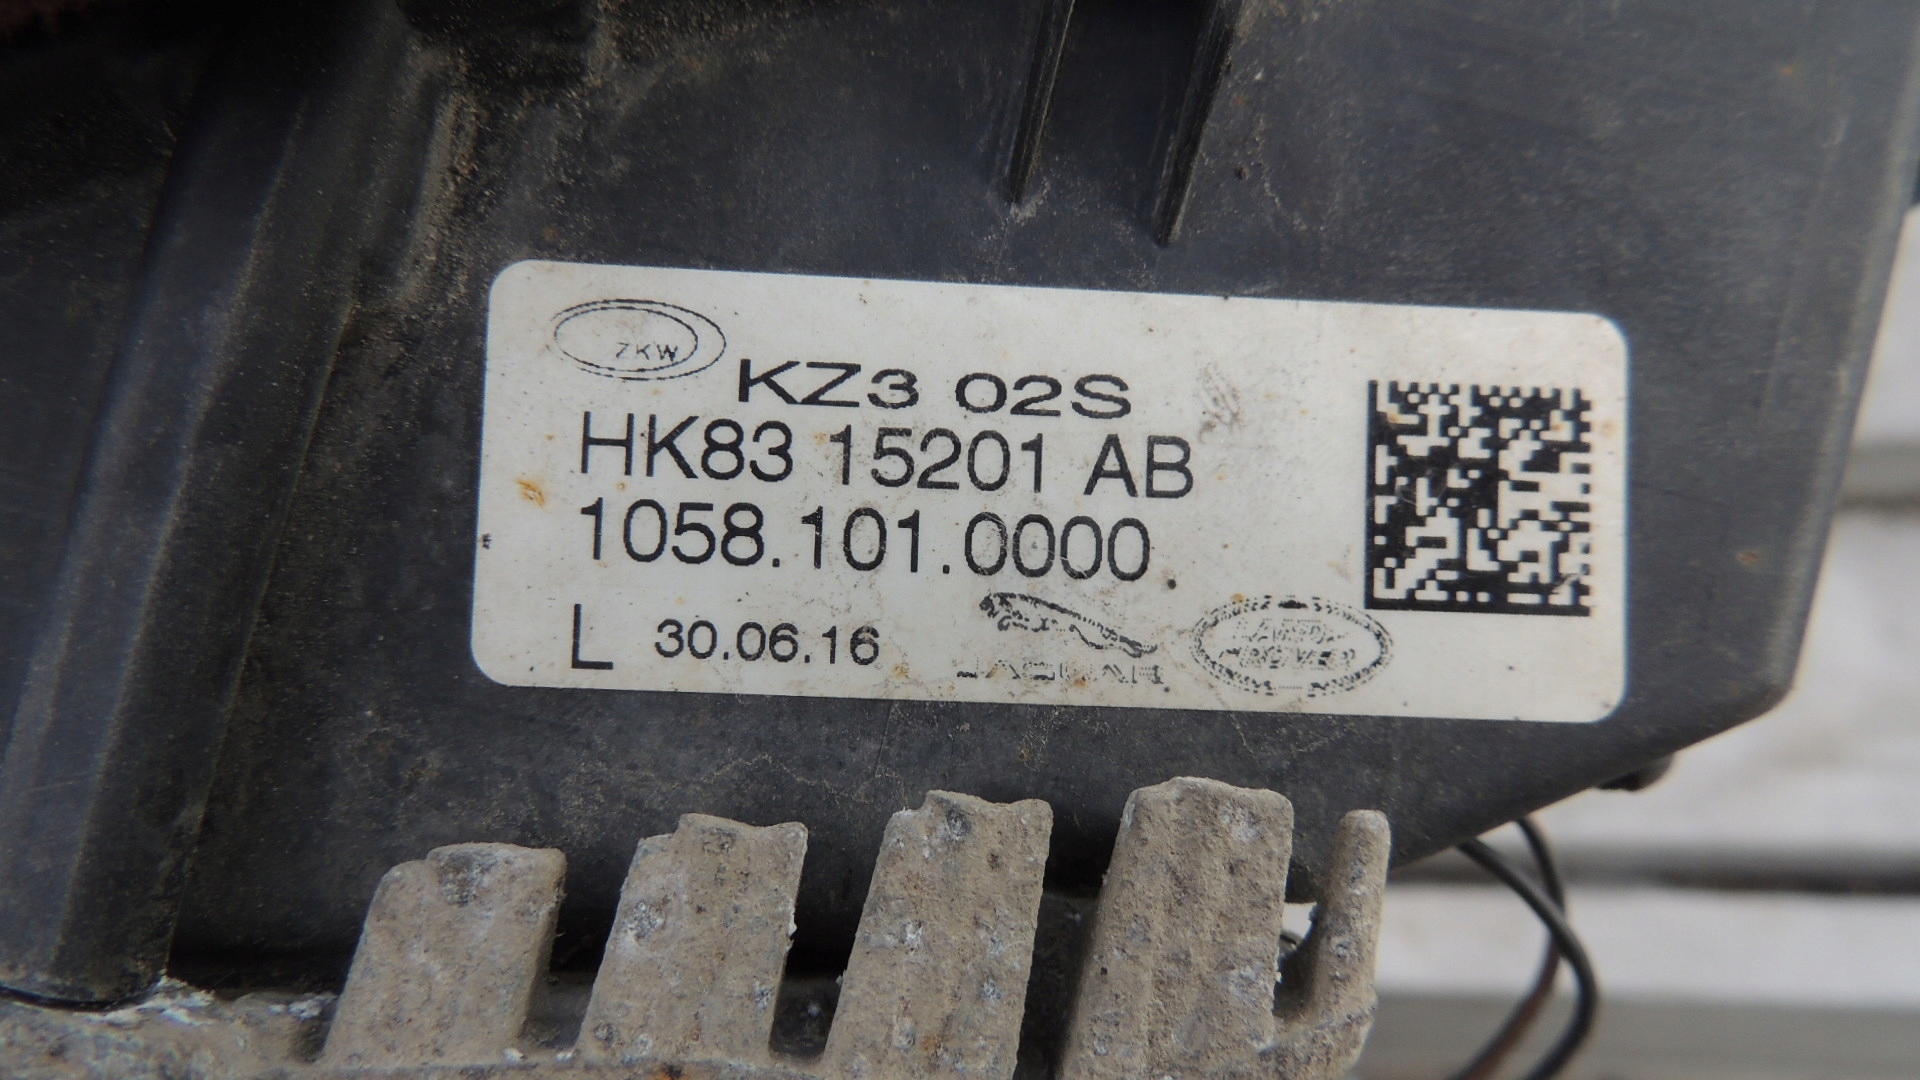 ZKW
KZ3 02S
HK83 15201 AB
1058.101.0000
L 30.06.16
JAGUAR
LAND
ROVER